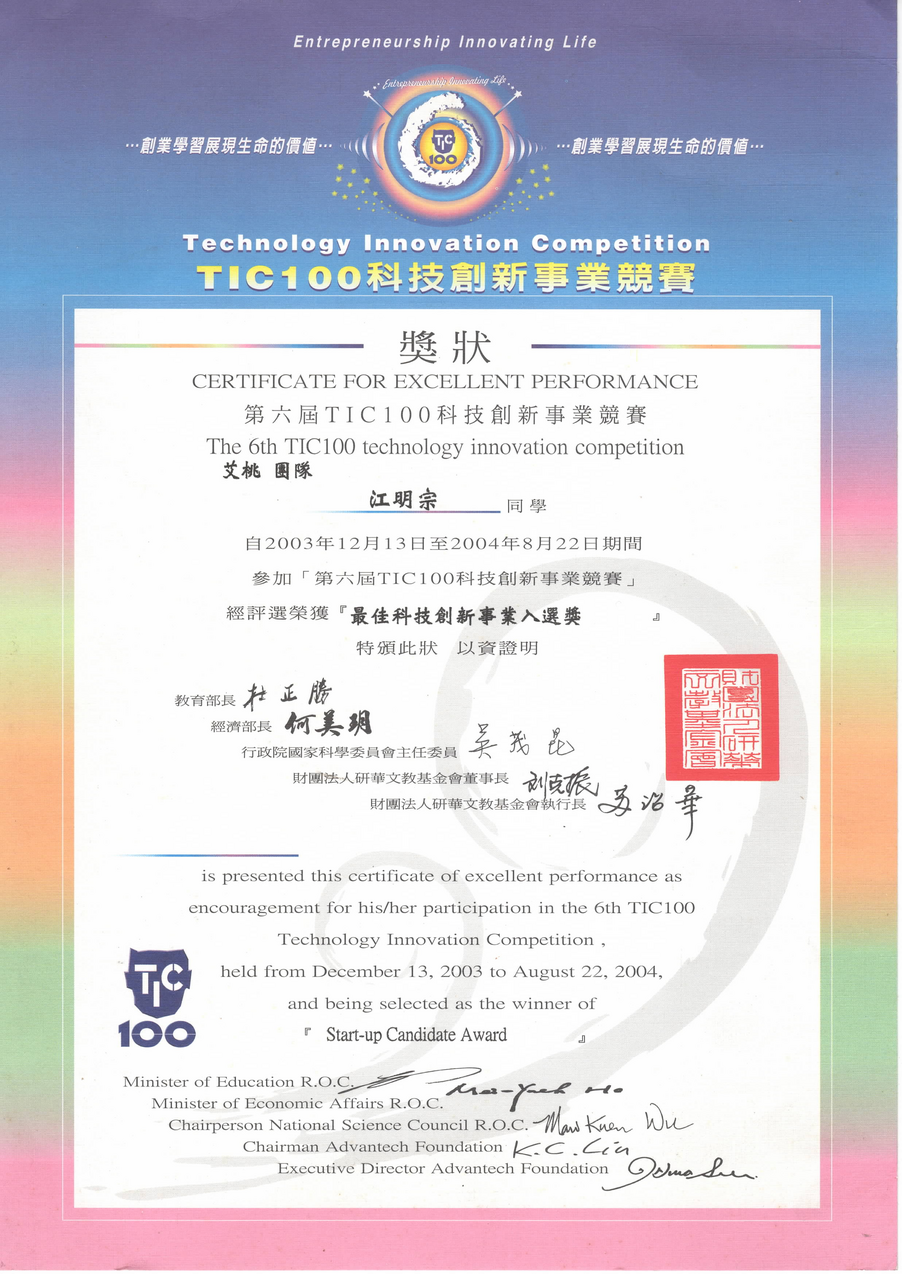 Entrepreneurship Innovating Life
Entrepreneurship Innovating Life
…創業學習展現生命的價值…
TIC
100
…創業學習展現生命的價值…
Technology Innovation Competition
TIC100科技創新事業競賽
獎狀
CERTIFICATE FOR EXCELLENT PERFORMANCE
第六屆TIC100科技創新事業競賽
The 6th TIC100 technology innovation competition
艾桃 團隊
江明宗 同學
自2003年12月13日至2004年8月22日期間
參加「第六屆TIC100科技創新事業競賽」
經評選榮獲『最佳科技創新事業入選獎 』
特頒此狀 以資證明
教育部長 杜正勝
經濟部長 何美玥
行政院國家科學委員會主任委員 吳茂昆
財團法人研華文教基金會董事長 劉克振
財團法人研華文教基金會執行長
is presented this certificate of excellent performance as
encouragement for his/her participation in the 6th TIC100
Technology Innovation Competition ,
held from December 13, 2003 to August 22, 2004,
and being selected as the winner of
『 Start-up Candidate Award 』
TIC
100
Minister of Education R.O.C.
Minister of Economic Affairs R.O.C. Mei-Yueh Ho
Chairperson National Science Council R.O.C. Maw Kuen Wu
Chairman Advantech Foundation K.C. Liu
Executive Director Advantech Foundation